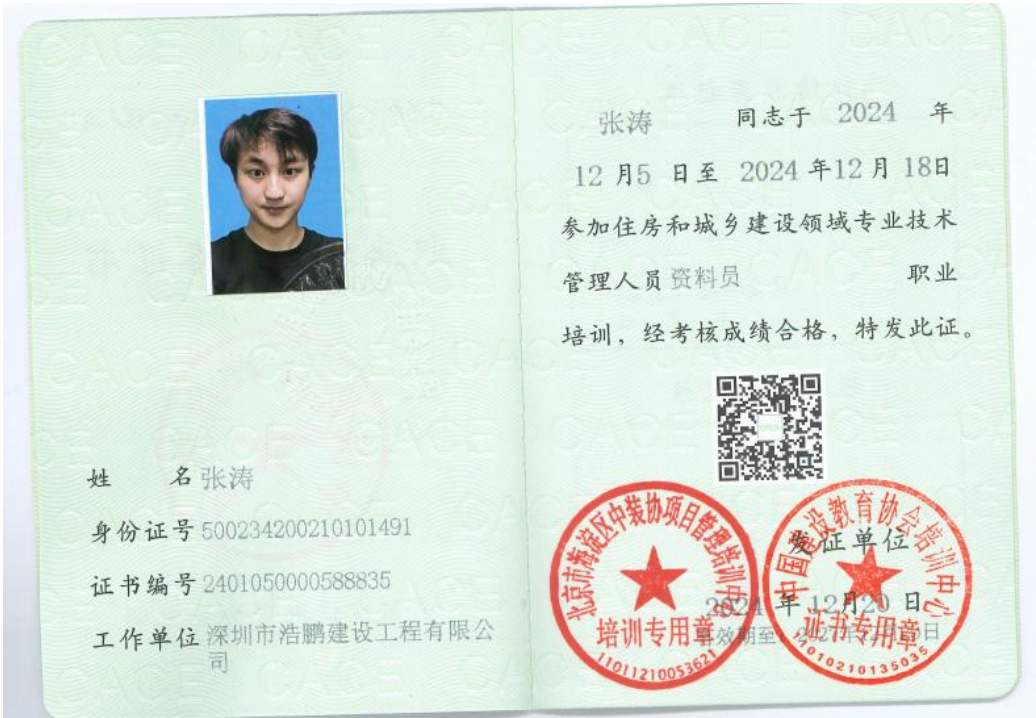 张涛 同志于 2024 年
12 月5 日至 2024 年12 月 18日
参加住房和城乡建设领域专业技术
管理人员 资料员 职业
培训，经考核成绩合格，特发此证。
姓 名 张涛
身份证号 500234200210101491
证书编号 2401050000588835
工作单位 深圳市浩鹏建设工程有限公
司
北京市海淀区中装协项目管理培训中心
培训专用章
11011210053621
中国建设教育协会培训中心
证书专用章
1010210135035
发证单位
2024 年 12月20 日
有效期至
CACE